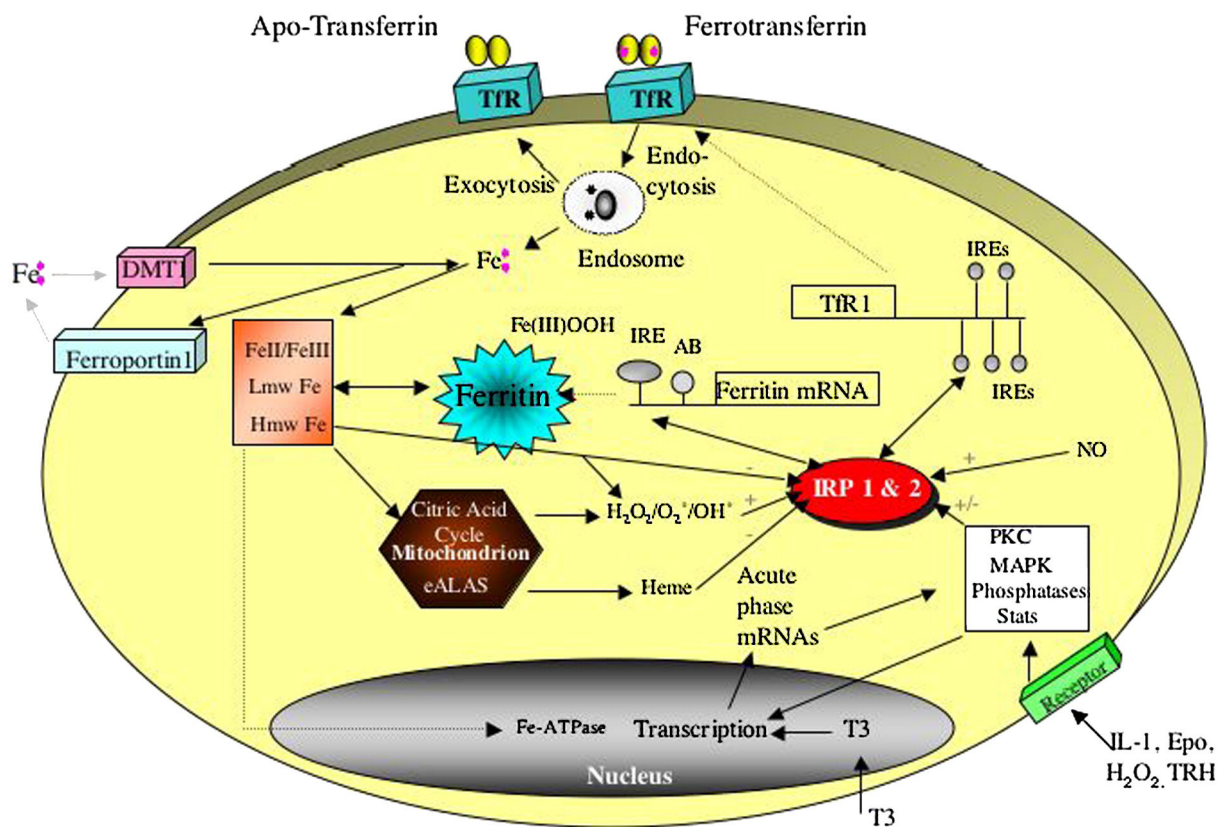 Apo-Transferrin
Ferrotransferrin
TfR
TfR
Endo-
cytosis
Exocytosis
Endosome
Fe
DMT1
Fe
Ferroportin1
IREs
TfR1
IREs
FeII/FeIII
Lmw Fe
Hmw Fe
Fe(III)OOH
Ferritin
IRE
AB
Ferritin mRNA
-
+
-
+
+/-
NO
IRP 1 & 2
H₂O₂/O₂˚/OH˚
Citric Acid
Cycle
Mitochondrion
eALAS
Heme
Acute
phase
mRNAs
PKC
MAPK
Phosphatases
Stats
Receptor
IL-1, Epo,
H₂O₂, TRH
Fe-ATPase
Transcription
T3
Nucleus
T3